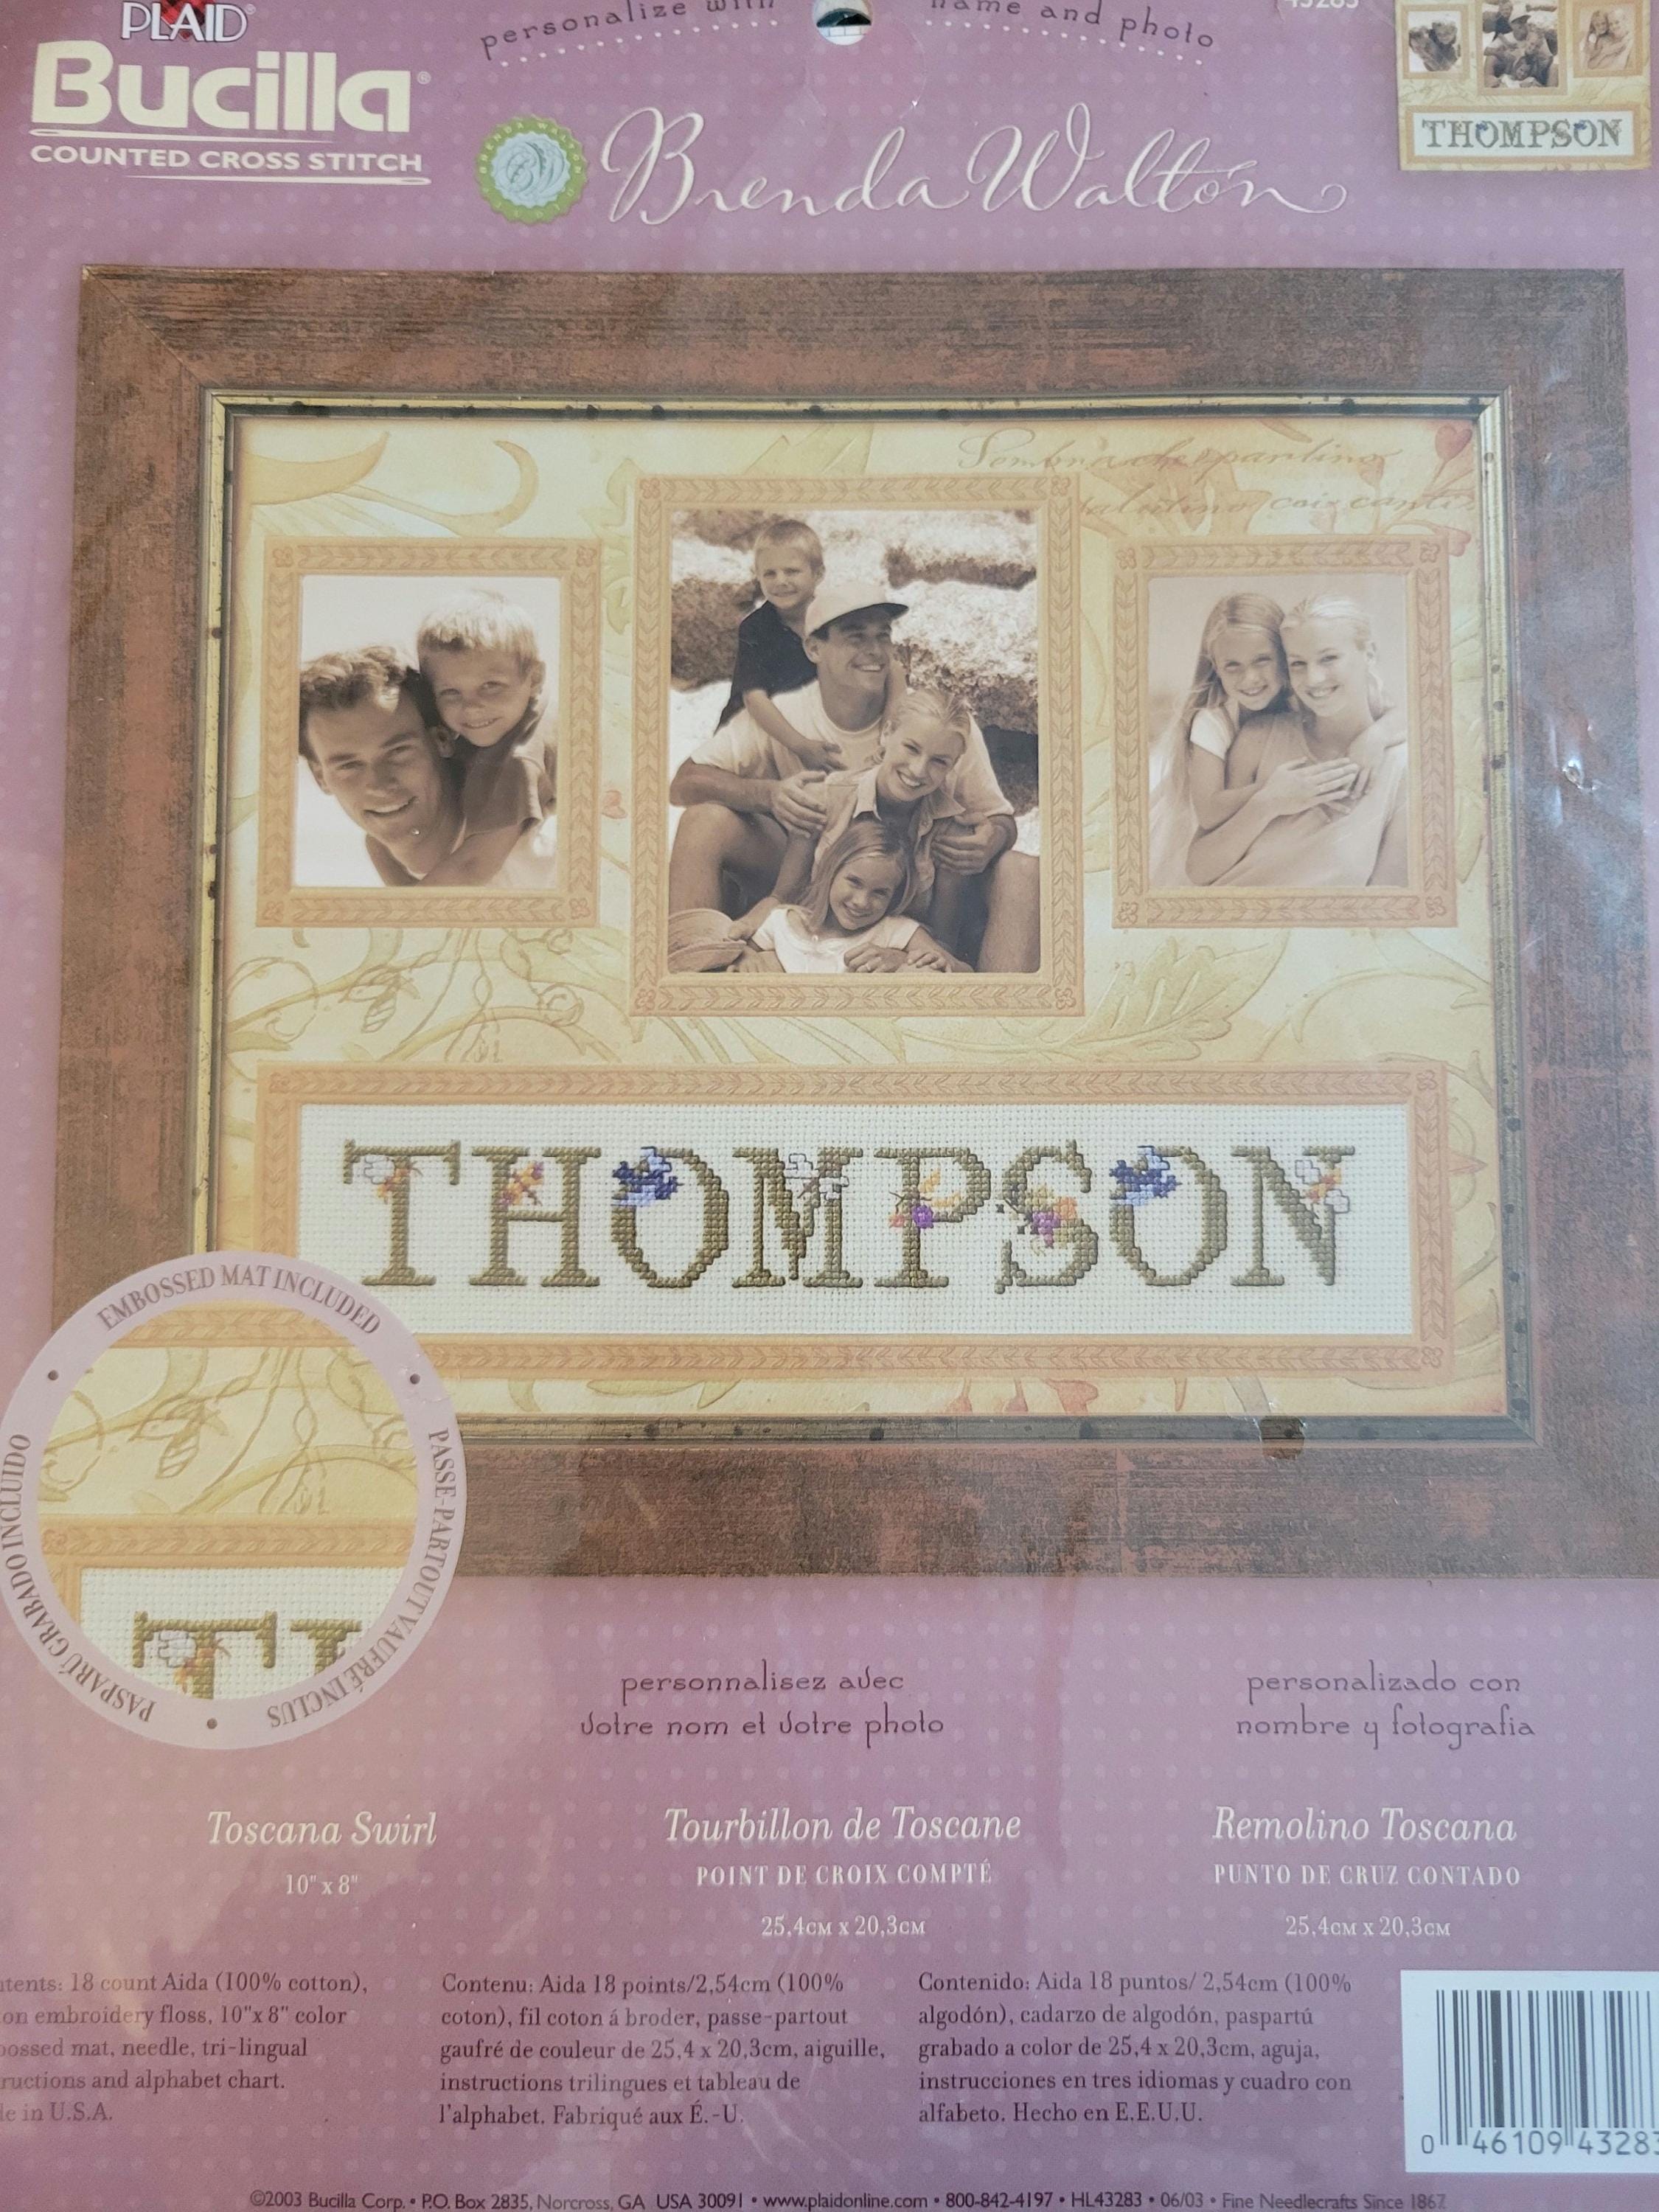 PLAID®
personalize with name and photo
43283
Bucilla®
COUNTED CROSS STITCH
BRENDA WALTON
BW
Brenda Walton
THOMPSON
THOMPSON
EMBOSSED MAT INCLUDED
PASSE-PARTOUT VAUFRÉ INCLUS
PASPARÚ GRABADO INCLUIDO
personnalisez avec
votre nom et votre photo
personalizado con
nombre y fotografia
Toscana Swirl
10" x 8"
Tourbillon de Toscane
POINT DE CROIX COMPTÉ
25,4CM X 20,3CM
Remolino Toscana
PUNTO DE CRUZ CONTADO
25,4CM X 20,3CM
tents: 18 count Aida (100% cotton),
on embroidery floss, 10"x 8" color
ossed mat, needle, tri-lingual
ructions and alphabet chart.
e in U.S.A.
Contenu: Aida 18 points/2,54cm (100%
coton), fil coton á broder, passe-partout
gaufré de couleur de 25,4 x 20,3cm, aiguille,
instructions trilingues et tableau de
l'alphabet. Fabriqué aux É.-U.
Contenido: Aida 18 puntos/ 2,54cm (100%
algodón), cadarzo de algodón, paspartú
grabado a color de 25,4 x 20,3cm, aguja,
instrucciones en tres idiomas y cuadro con
alfabeto. Hecho en E.E.U.U.
0 46109 43283
©2003 Bucilla Corp. • P.O. Box 2835, Norcross, GA USA 30091 • www.plaidonline.com • 800-842-4197 • HL43283 • 06/03 • Fine Needlecrafts Since 1867